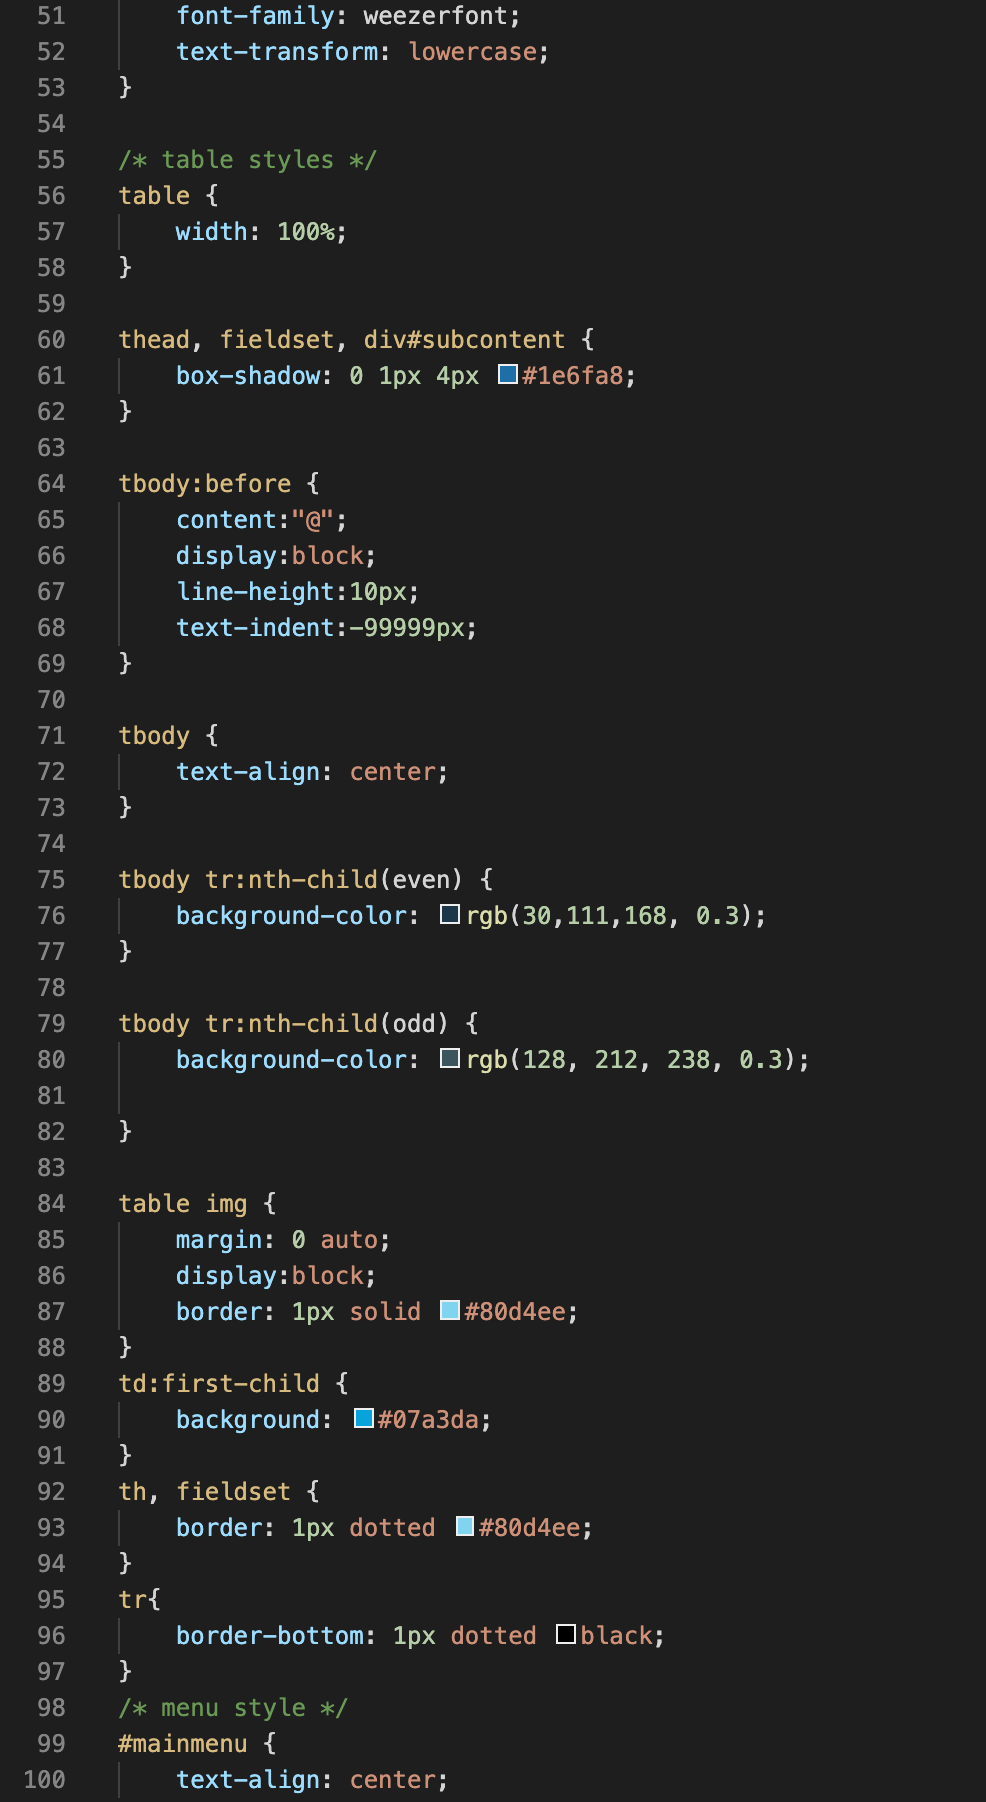 51 font-family: weezerfont;
52 text-transform: lowercase;
53 }
54
55 /* table styles */
56 table {
57 width: 100%;
58 }
59
60 thead, fieldset, div#subcontent {
61 box-shadow: 0 1px 4px #1e6fa8;
62 }
63
64 tbody:before {
65 content:"@";
66 display:block;
67 line-height:10px;
68 text-indent:-99999px;
69 }
70
71 tbody {
72 text-align: center;
73 }
74
75 tbody tr:nth-child(even) {
76 background-color: rgb(30,111,168, 0.3);
77 }
78
79 tbody tr:nth-child(odd) {
80 background-color: rgb(128, 212, 238, 0.3);
81
82 }
83
84 table img {
85 margin: 0 auto;
86 display:block;
87 border: 1px solid #80d4ee;
88 }
89 td:first-child {
90 background: #07a3da;
91 }
92 th, fieldset {
93 border: 1px dotted #80d4ee;
94 }
95 tr{
96 border-bottom: 1px dotted black;
97 }
98 /* menu style */
99 #mainmenu {
100 text-align: center;